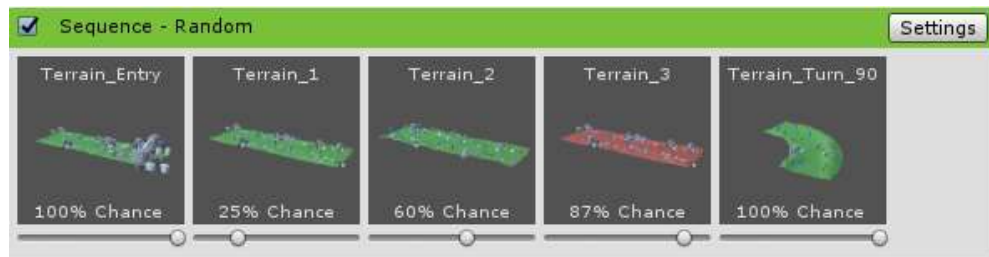 Sequence - Random
Settings
Terrain_Entry
Terrain_1
Terrain_2
Terrain_3
Terrain_Turn_90
100% Chance
25% Chance
60% Chance
87% Chance
100% Chance